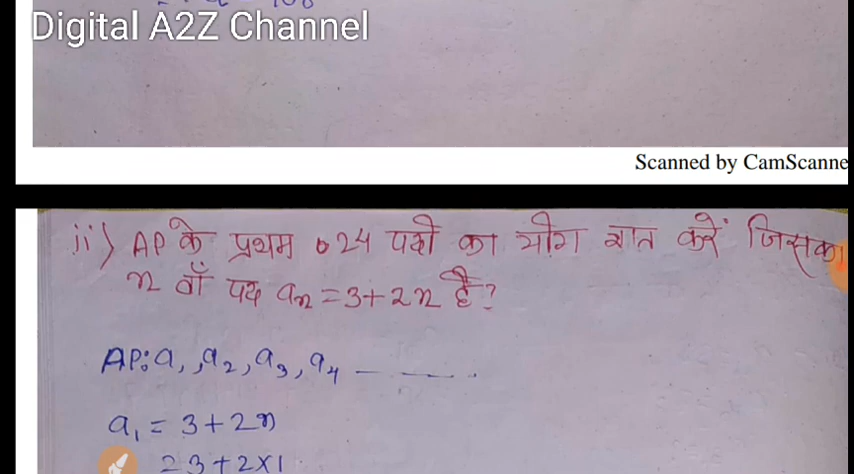 Digital A2Z Channel
Scanned by CamScanne
ii) AP के प्रथम 24 पदों का योग ज्ञात करें जिसका
n वाँ पद an = 3 + 2n है?
AP: a1, a2, a3, a4 — — .
a1 = 3 + 2n
= 3 + 2×1